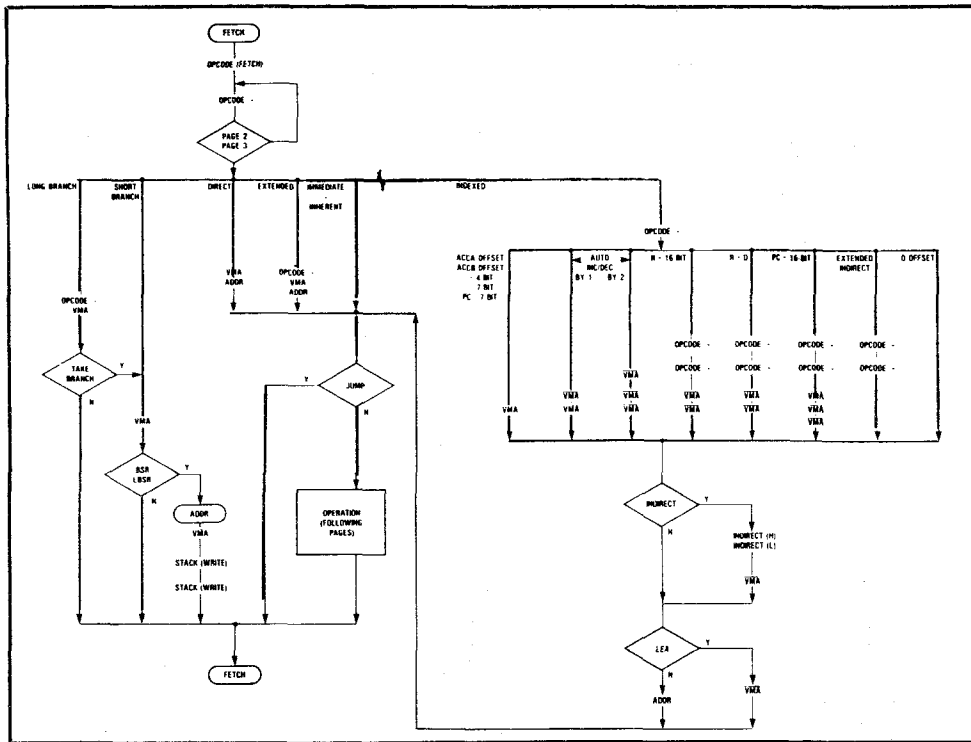 FETCH
OPCODE (FETCH)
OPCODE -
PAGE 2
PAGE 3
LONG BRANCH
SHORT
BRANCH
DIRECT
EXTENDED
IMMEDIATE
INHERENT
INDEXED
OPCODE -
ACCA OFFSET
ACCB OFFSET
- 4 BIT
7 BIT
PC - 7 BIT
AUTO
INC/DEC
BY 1
BY 2
R - 16 BIT
R - D
PC - 16-BIT
EXTENDED
INDIRECT
0 OFFSET
VMA
ADDR
OPCODE -
VMA
ADDR
OPCODE -
VMA
TAKE
BRANCH
Y
N
JUMP
Y
N
OPCODE -
OPCODE -
OPCODE -
OPCODE -
OPCODE -
OPCODE -
OPCODE -
OPCODE -
VMA
VMA
VMA
VMA
VMA
VMA
VMA
VMA
VMA
VMA
VMA
VMA
VMA
VMA
BSR
LBSR
Y
N
ADDR
VMA
STACK (WRITE)
STACK (WRITE)
OPERATION
(FOLLOWING
PAGES)
INDIRECT
Y
N
INDIRECT (H)
INDIRECT (L)
VMA
LEA
Y
N
VMA
ADDR
FETCH